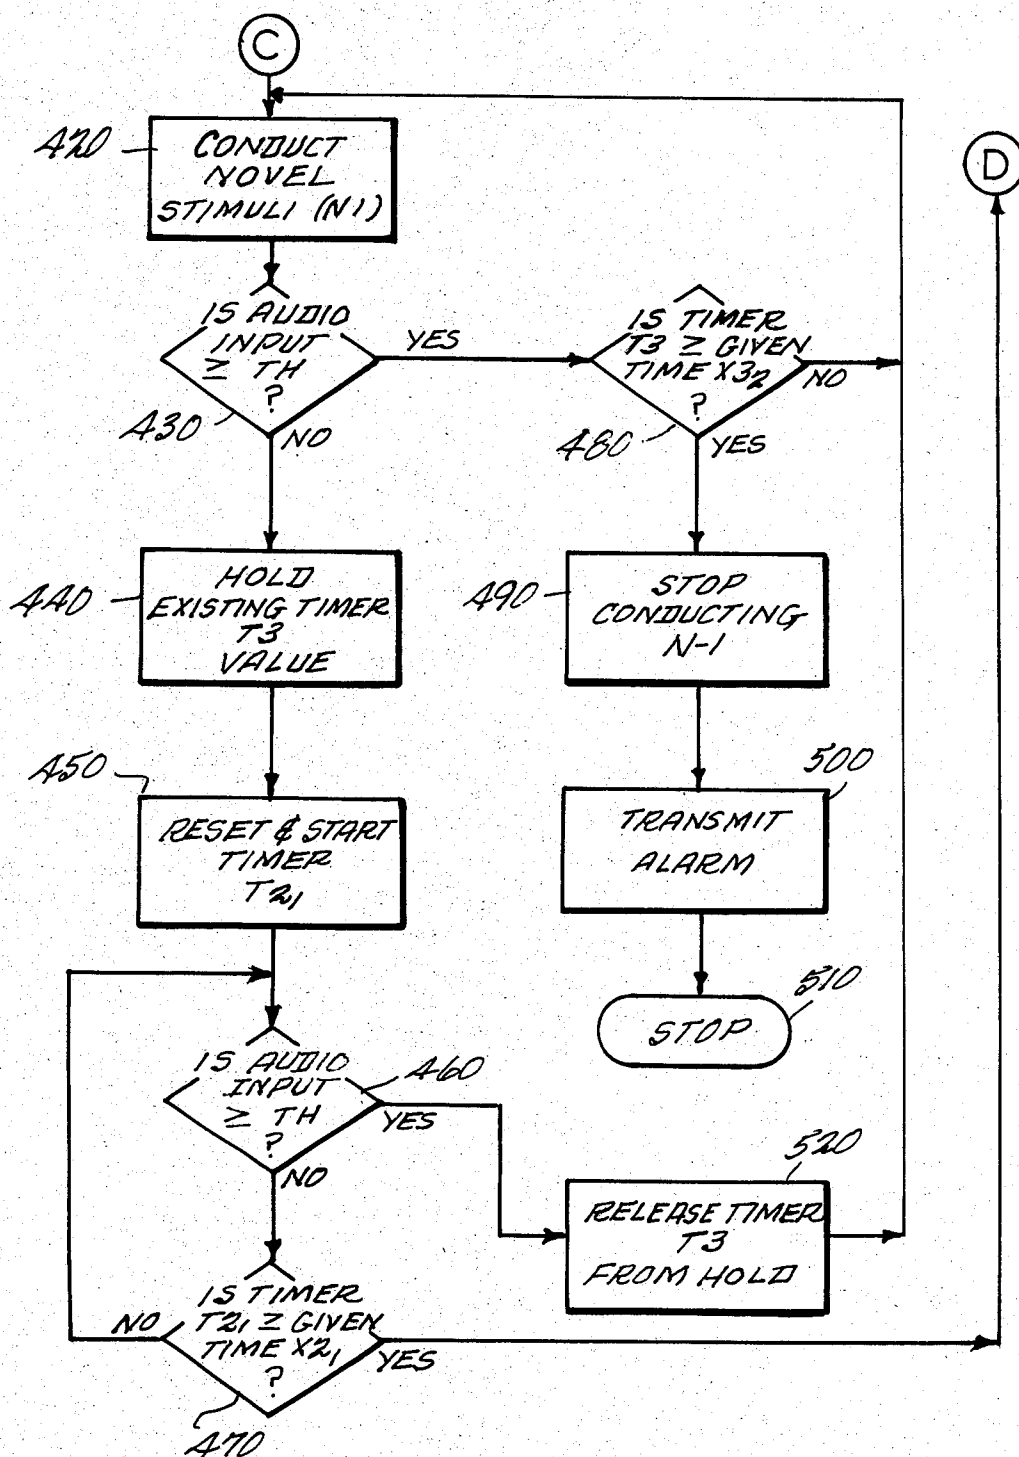 C
420
CONDUCT
NOVEL
STIMULI (N1)
D
IS AUDIO
INPUT
≥ TH
?
430
YES
NO
IS TIMER
T3 ≥ GIVEN
TIME X3₂
?
480
NO
YES
440
HOLD
EXISTING TIMER
T3
VALUE
490
STOP
CONDUCTING
N-1
450
RESET & START
TIMER
T2₁
500
TRANSMIT
ALARM
510
STOP
IS AUDIO
INPUT
≥ TH
?
460
YES
NO
520
RELEASE TIMER
T3
FROM HOLD
IS TIMER
T2₁ ≥ GIVEN
TIME X2₁
?
NO
YES
470